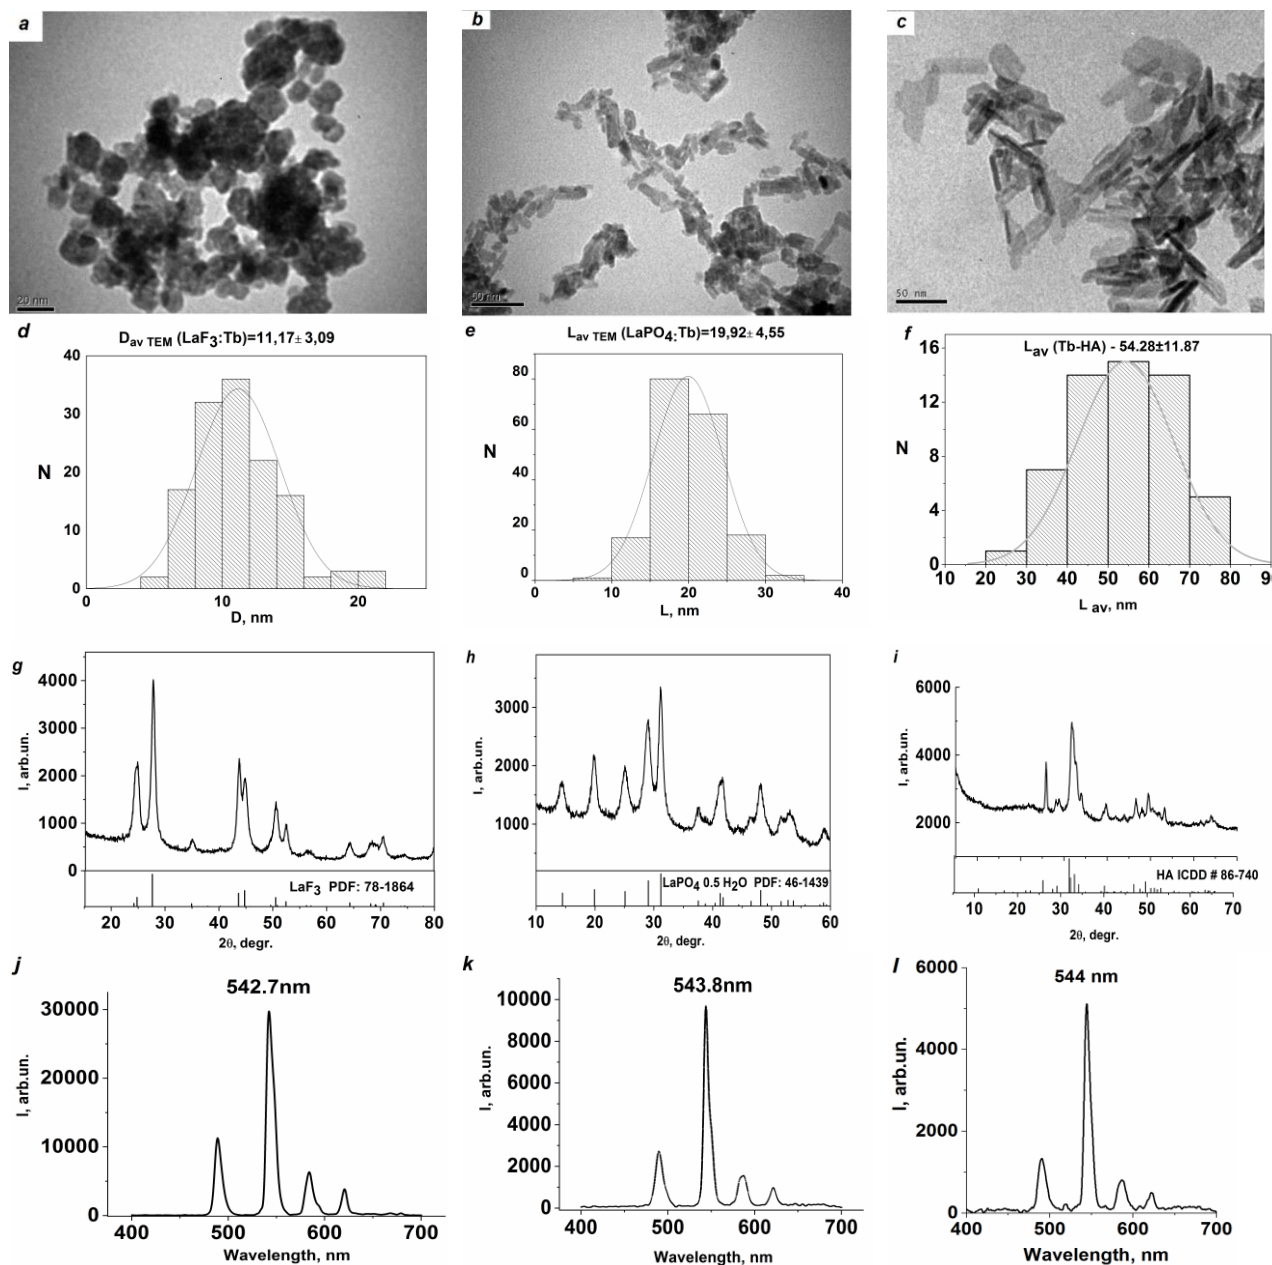 a
b
c
20 nm
50 nm
50 nm
d
D_av TEM (LaF_3:Tb)=11,17±3,09
40
30
20
10
0
N
0 10 20
D, nm
e
L_av TEM (LaPO_4:Tb)=19,92±4,55
80
60
40
20
0
N
0 10 20 30 40
L, nm
f
L_av (Tb-HA) - 54.28±11.87
16
14
8
4
0
N
10 20 30 40 50 60 70 80 90
L av, nm
g
4000
3000
2000
1000
0
I, arb.un.
LaF_3 PDF: 78-1864
20 30 40 50 60 70 80
2θ, degr.
h
3000
2000
1000
I, arb.un.
LaPO_4 0.5 H_2O PDF: 46-1439
10 20 30 40 50 60
2θ, degr.
i
6000
4000
2000
I, arb.un.
HA ICDD # 86-740
10 20 30 40 50 60 70
2θ, degr.
j
542.7nm
30000
20000
10000
0
I, arb.un.
400 500 600 700
Wavelength, nm
k
543.8nm
10000
8000
6000
4000
2000
0
I, arb.un.
400 500 600 700
Wavelength, nm
l
544 nm
6000
4000
2000
0
I, arb.un.
400 500 600 700
Wavelength, nm